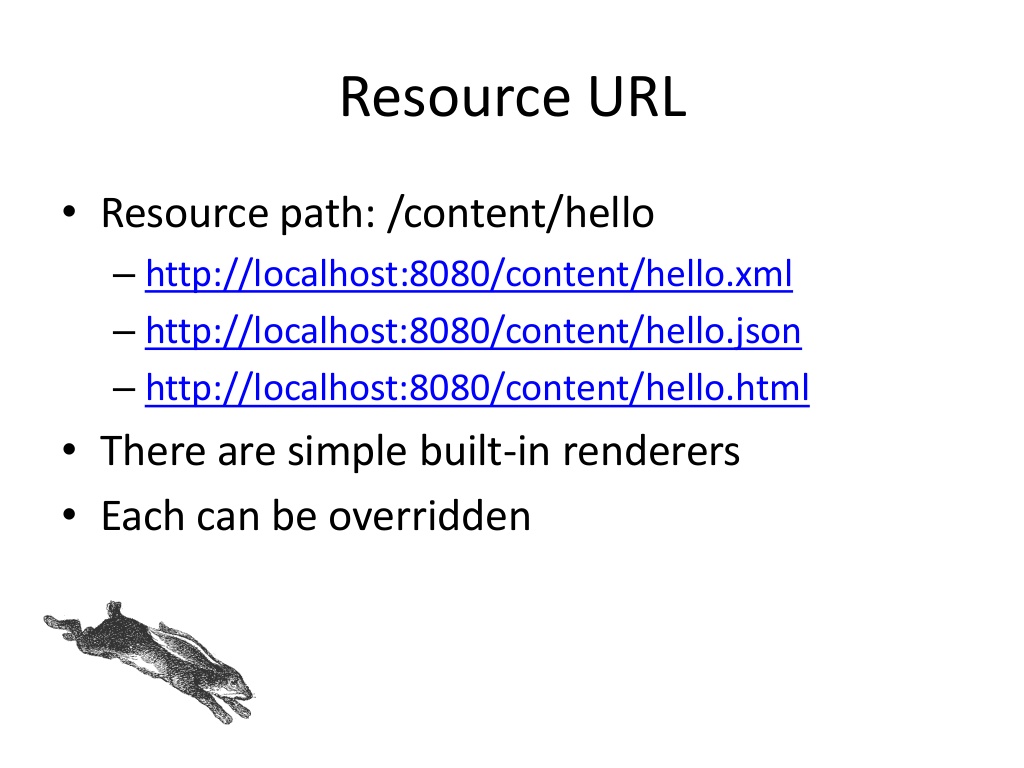 Resource URL
• Resource path: /content/hello
– http://localhost:8080/content/hello.xml
– http://localhost:8080/content/hello.json
– http://localhost:8080/content/hello.html
• There are simple built-in renderers
• Each can be overridden